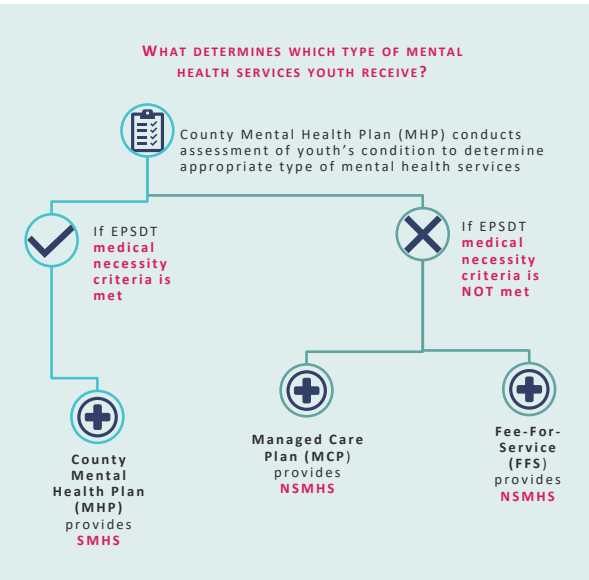 WHAT DETERMINES WHICH TYPE OF MENTAL
HEALTH SERVICES YOUTH RECEIVE?
County Mental Health Plan (MHP) conducts
assessment of youth's condition to determine
appropriate type of mental health services
If EPSDT
medical
necessity
criteria is
met
If EPSDT
medical
necessity
criteria is
NOT met
County
Mental
Health Plan
(MHP)
provides
SMHS
Managed Care
Plan (MCP)
provides
NSMHS
Fee-For-
Service
(FFS)
provides
NSMHS